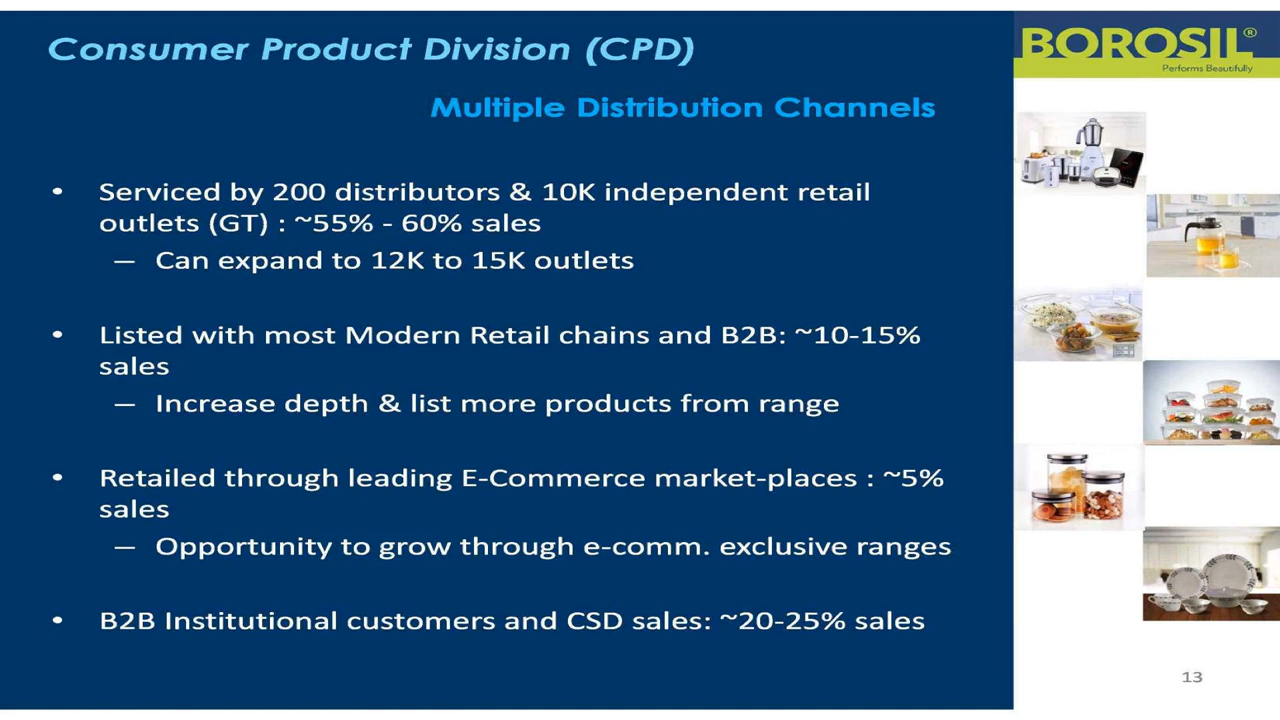 Consumer Product Division (CPD)
BOROSIL®
Performs Beautifully
Multiple Distribution Channels
• Serviced by 200 distributors & 10K independent retail
outlets (GT) : ~55% - 60% sales
— Can expand to 12K to 15K outlets
• Listed with most Modern Retail chains and B2B: ~10-15%
sales
— Increase depth & list more products from range
• Retailed through leading E-Commerce market-places : ~5%
sales
— Opportunity to grow through e-comm. exclusive ranges
• B2B Institutional customers and CSD sales: ~20-25% sales
13